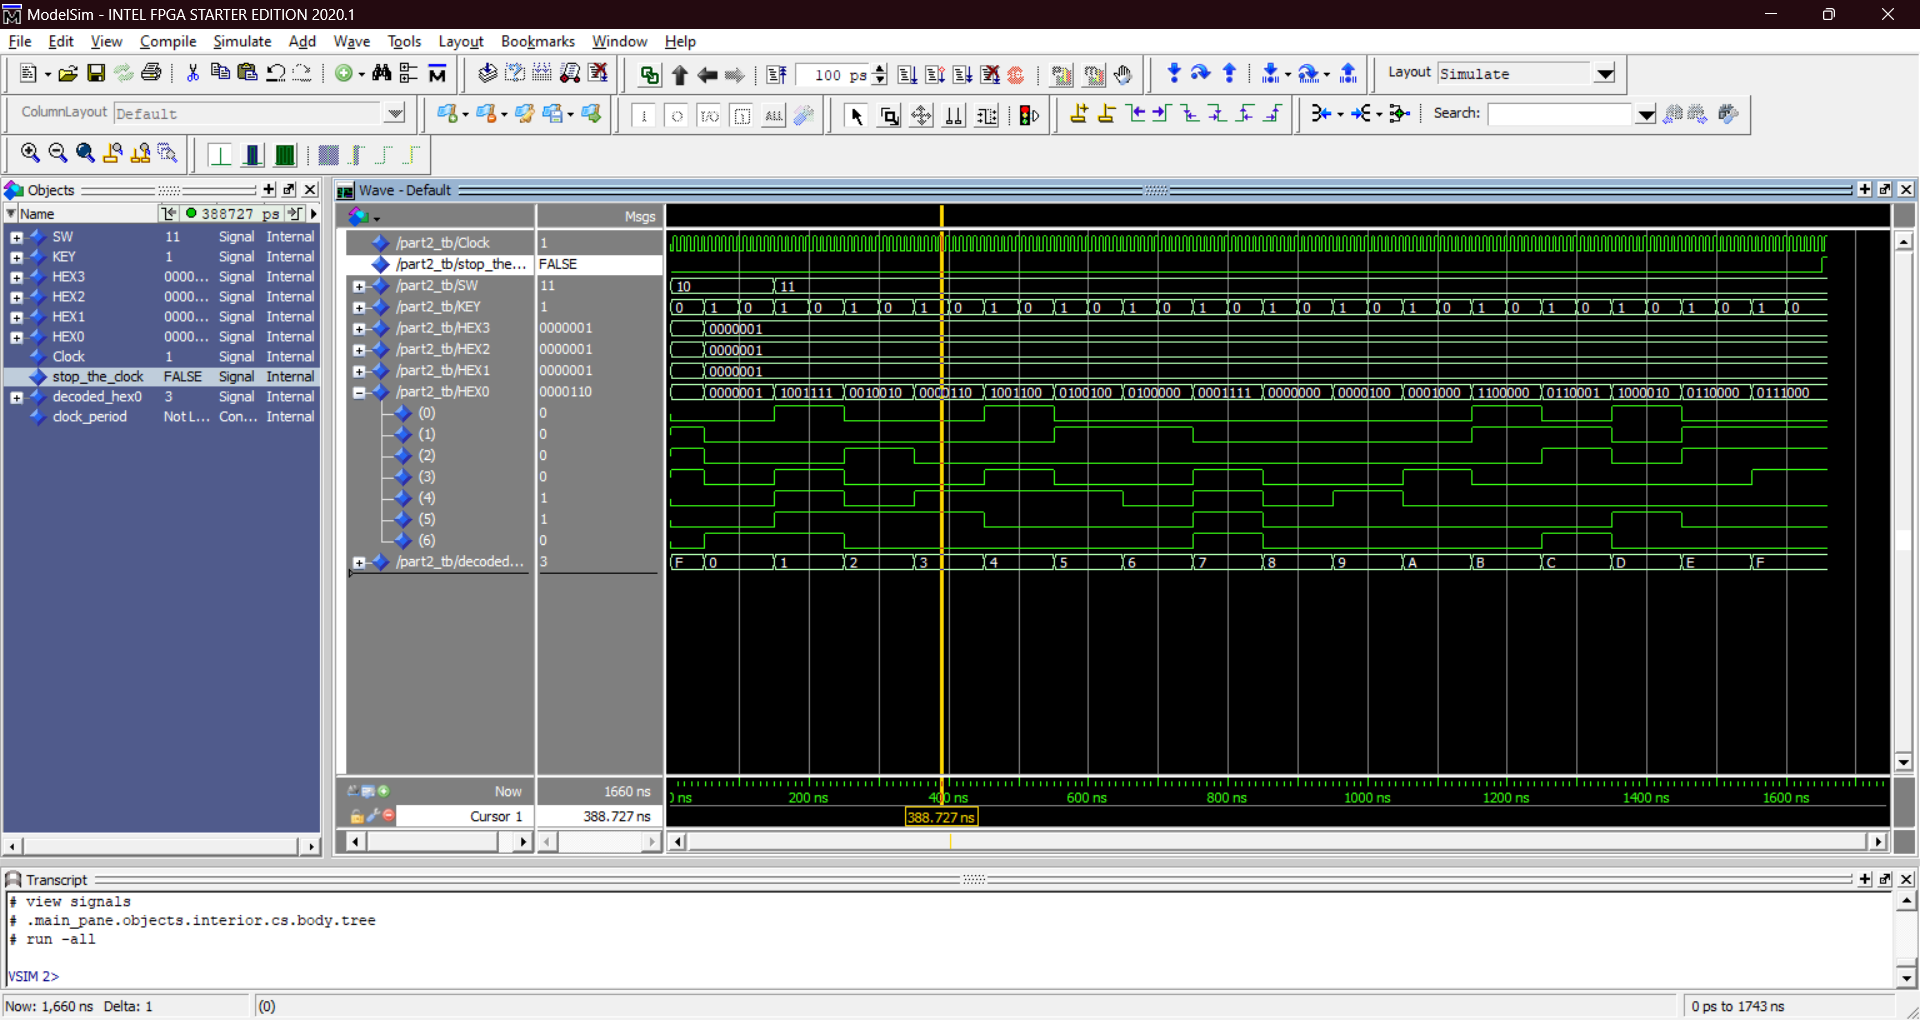 ModelSim - INTEL FPGA STARTER EDITION 2020.1
File Edit View Compile Simulate Add Wave Tools Layout Bookmarks Window Help
100 ps
Layout Simulate
ColumnLayout Default
Search:
Objects
Name 388727 ps
SW 11 Signal Internal
KEY 1 Signal Internal
HEX3 0000... Signal Internal
HEX2 0000... Signal Internal
HEX1 0000... Signal Internal
HEX0 0000... Signal Internal
Clock 1 Signal Internal
stop_the_clock FALSE Signal Internal
decoded_hex0 3 Signal Internal
clock_period Not L... Con... Internal
Wave - Default
Msgs
/part2_tb/Clock 1
/part2_tb/stop_the... FALSE
/part2_tb/SW 11 10 11
/part2_tb/KEY 1 0 1 0 1 0 1 0 1 0 1 0 1 0 1 0 1 0 1 0 1 0 1 0 1 0 1 0 1 0 1 0 1 0
/part2_tb/HEX3 0000001 0000001
/part2_tb/HEX2 0000001 0000001
/part2_tb/HEX1 0000001 0000001
/part2_tb/HEX0 0000110 0000001 1001111 0010010 0000110 1001100 0100100 0100000 0001111 0000000 0000100 0001000 1100000 0110001 1000010 0110000 0111000
(0) 0
(1) 0
(2) 0
(3) 0
(4) 1
(5) 1
(6) 0
/part2_tb/decoded... 3 F 0 1 2 3 4 5 6 7 8 9 A B C D E F
Now 1660 ns ns 200 ns 400 ns 600 ns 800 ns 1000 ns 1200 ns 1400 ns 1600 ns
Cursor 1 388.727 ns 388.727 ns
Transcript
# view signals
# .main_pane.objects.interior.cs.body.tree
# run -all
VSIM 2>
Now: 1,660 ns Delta: 1 (0) 0 ps to 1743 ns